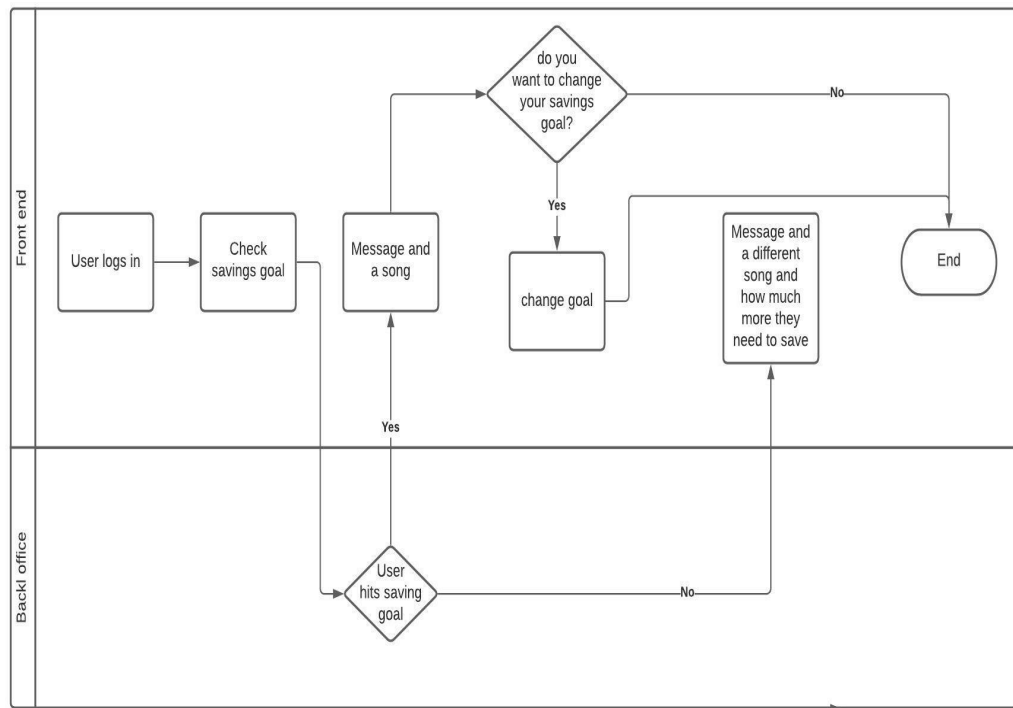 Front end
do you
want to change
your savings
goal?
No
Yes
User logs in
Check
savings goal
Message and
a song
change goal
Message and
a different
song and
how much
more they
need to save
End
Yes
Backl office
User
hits saving
goal
No